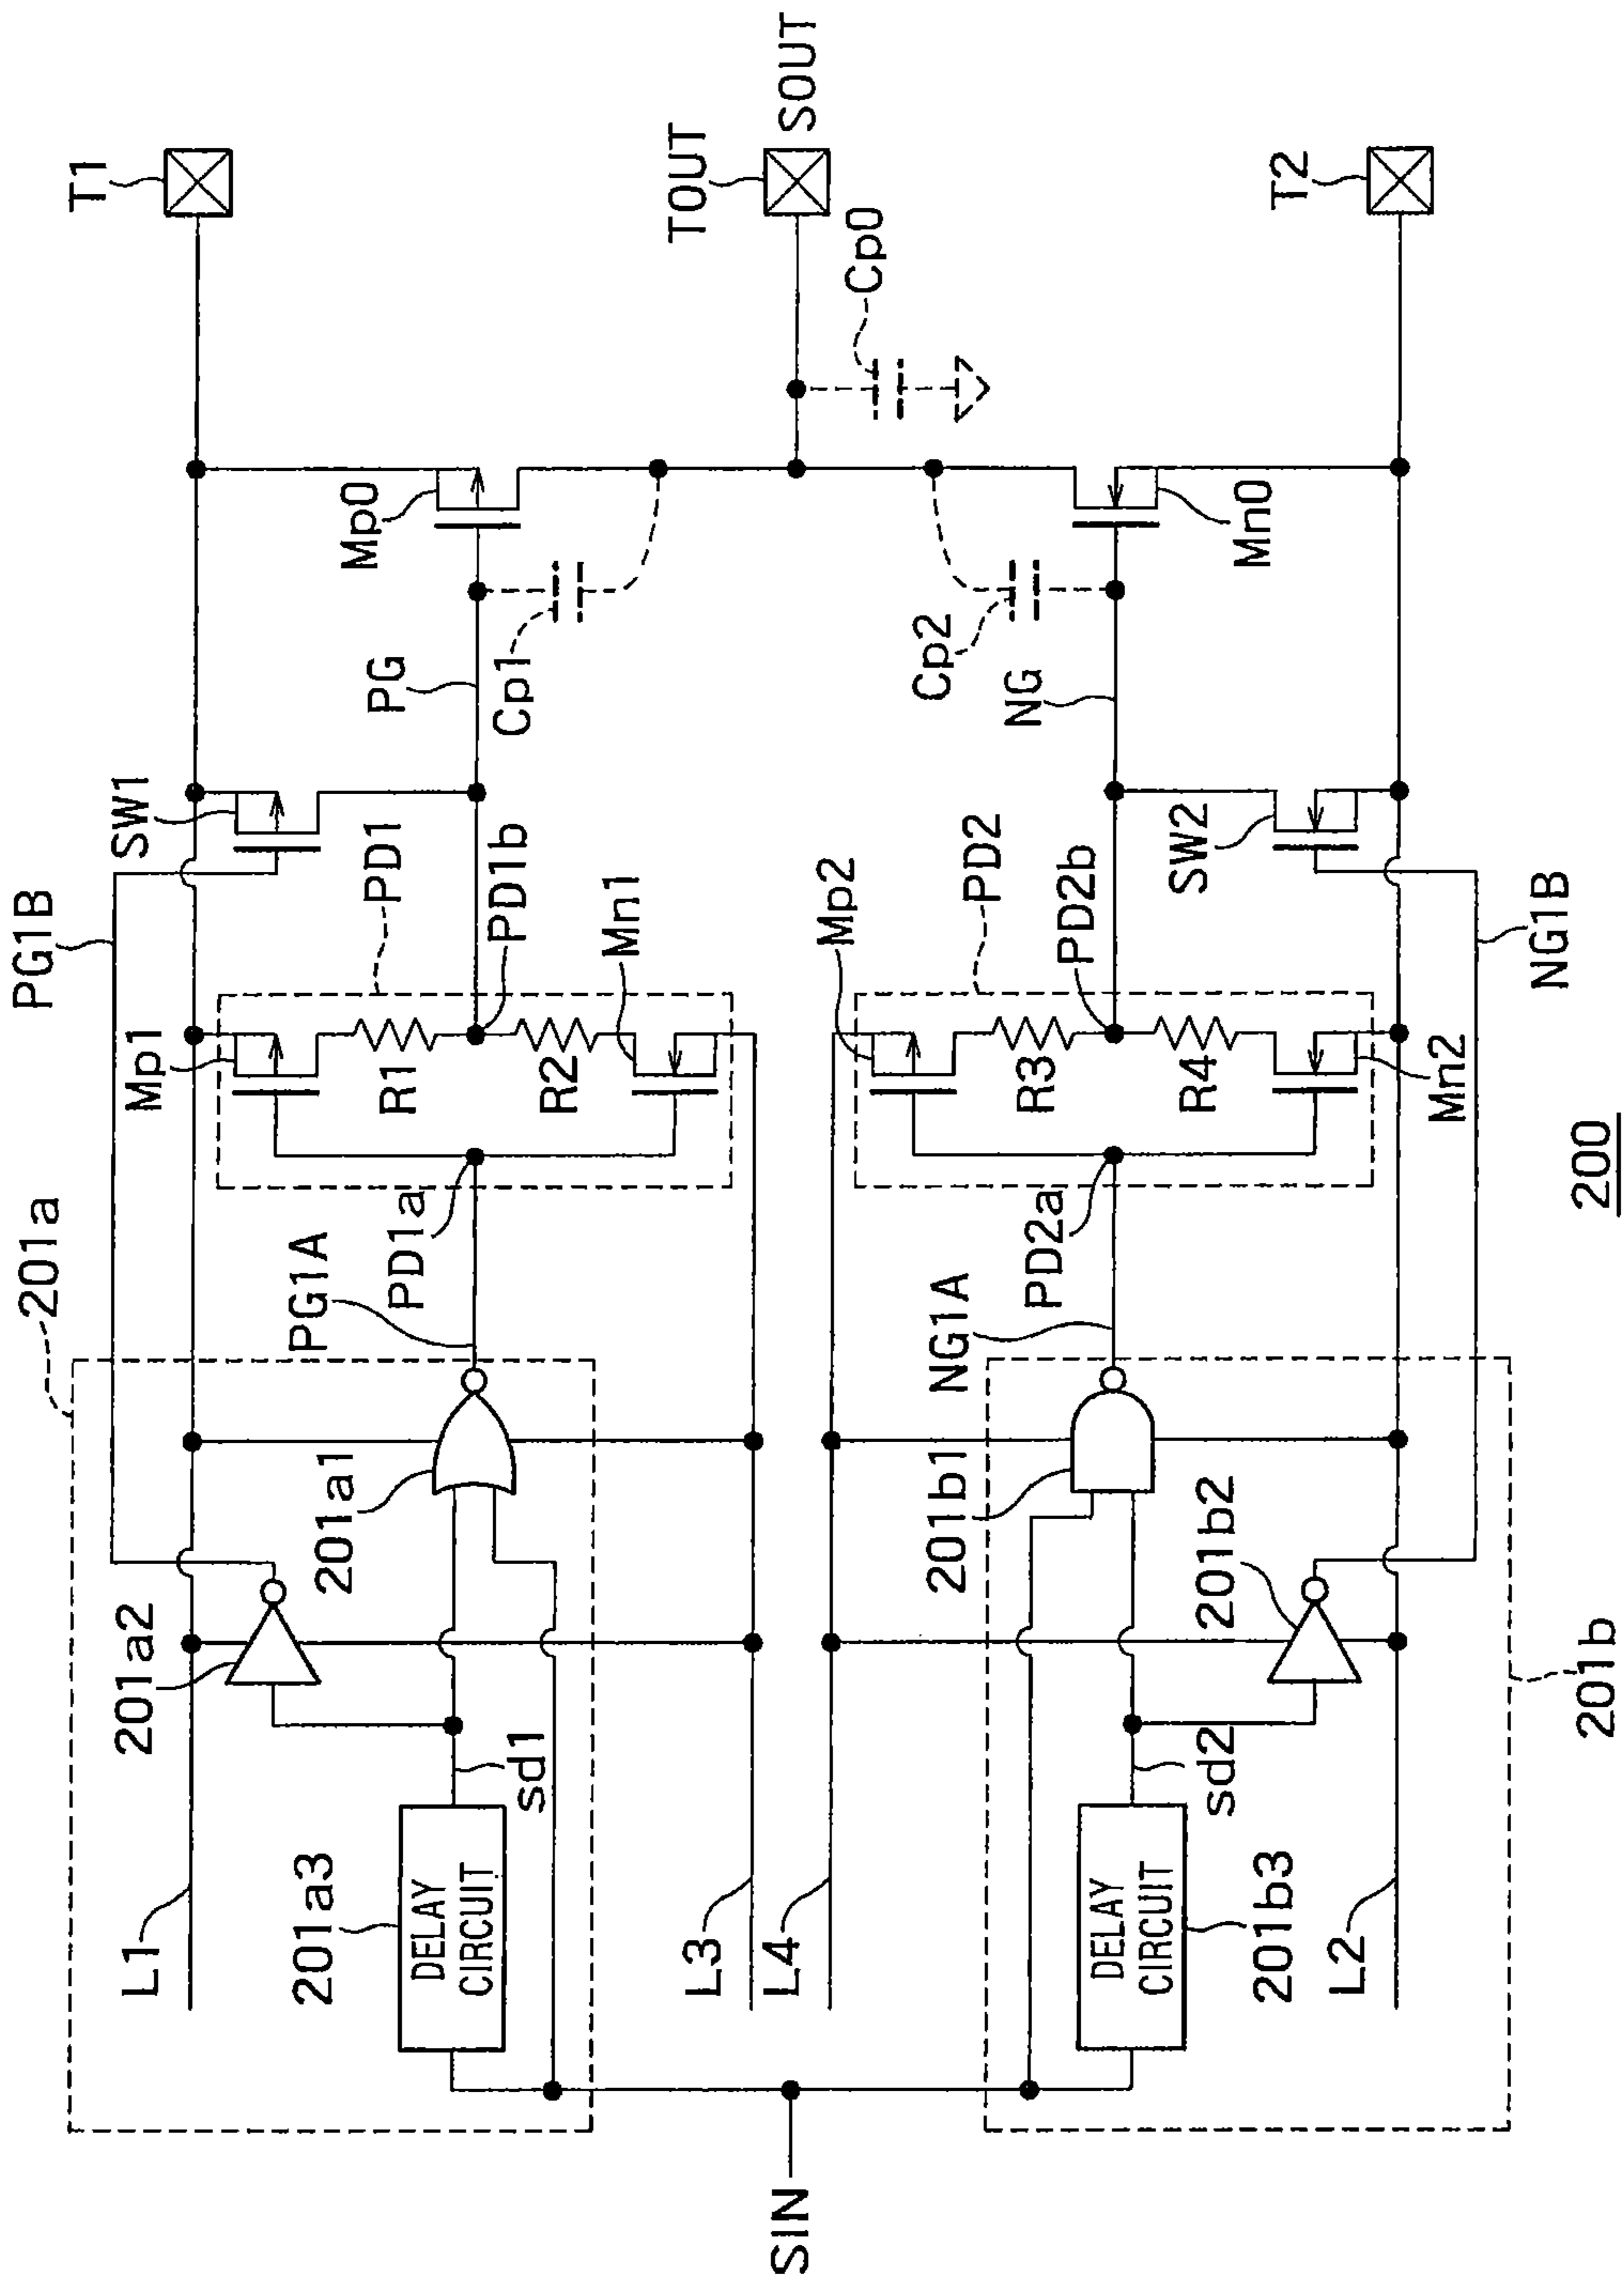 T1
TOUT
SOUT
T2
Cp0
Mp0
Mn0
Cp1
Cp2
PG
NG
SW1
SW2
PG1B
NG1B
PD1
PD1b
Mn1
Mp2
PD2
PD2b
Mp1
R1
R2
R3
R4
Mn2
201a
PD1a
PG1A
PD2a
NG1A
200
201a1
201a2
201b1
201b2
201b
sd1
sd2
L1
201a3
DELAY
CIRCUIT
L3
L4
DELAY
CIRCUIT
201b3
L2
SIN